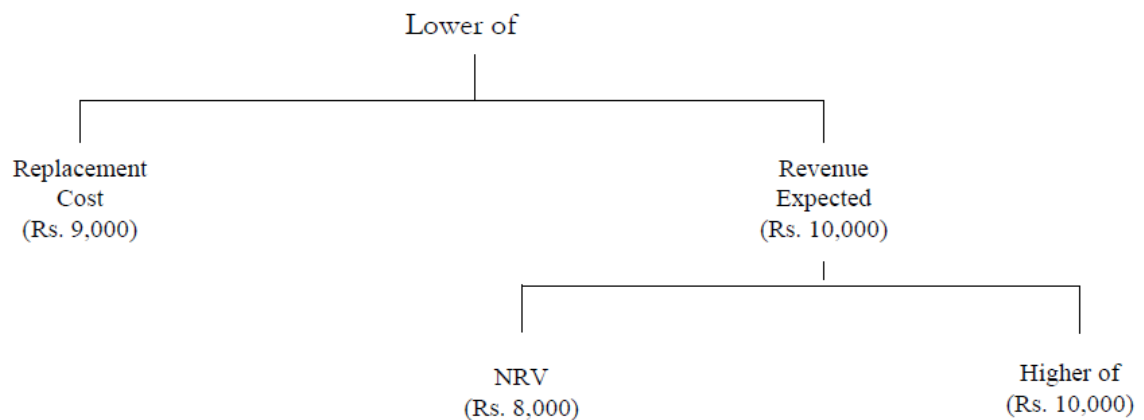 Lower of
Replacement
Cost
(Rs. 9,000)
Revenue
Expected
(Rs. 10,000)
NRV
(Rs. 8,000)
Higher of
(Rs. 10,000)